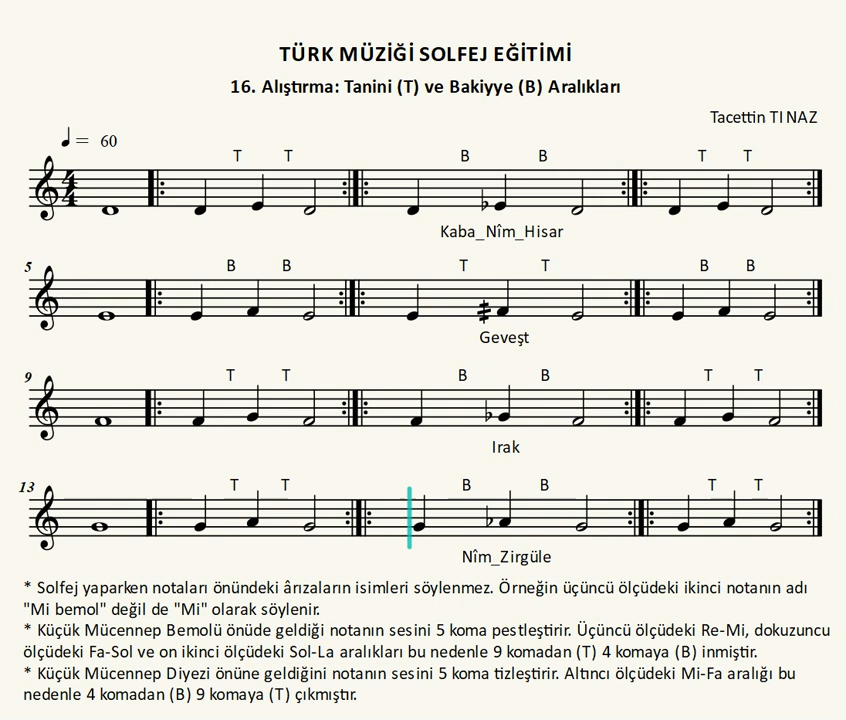 TÜRK MÜZİĞİ SOLFEJ EĞİTİMİ
16. Alıştırma: Tanini (T) ve Bakiyye (B) Aralıkları
Tacettin TINAZ
= 60
T T B B T T
4
4
Kaba_Nîm_Hisar
5 B B T T B B
Geveşt
9 T T B B T T
Irak
13 T T B B T T
Nîm_Zirgüle
* Solfej yaparken notaları önündeki ârızaların isimleri söylenmez. Örneğin üçüncü ölçüdeki ikinci notanın adı
"Mi bemol" değil de "Mi" olarak söylenir.
* Küçük Mücennep Bemolü önüde geldiği notanın sesini 5 koma pestleştirir. Üçüncü ölçüdeki Re-Mi, dokuzuncu
ölçüdeki Fa-Sol ve on ikinci ölçüdeki Sol-La aralıkları bu nedenle 9 komadan (T) 4 komaya (B) inmiştir.
* Küçük Mücennep Diyezi önüne geldiğini notanın sesini 5 koma tizleştirir. Altıncı ölçüdeki Mi-Fa aralığı bu
nedenle 4 komadan (B) 9 komaya (T) çıkmıştır.